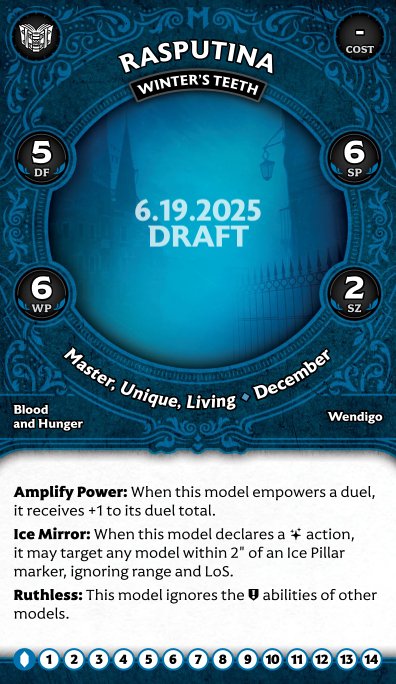 -
COST
RASPUTINA
WINTER'S TEETH
5
DF
6
SP
6.19.2025
DRAFT
6
WP
2
SZ
Master, Unique, Living ♦ December
Blood
and Hunger
Wendigo
Amplify Power: When this model empowers a duel,
it receives +1 to its duel total.
Ice Mirror: When this model declares a action,
it may target any model within 2" of an Ice Pillar
marker, ignoring range and LoS.
Ruthless: This model ignores the abilities of other
models.
1 2 3 4 5 6 7 8 9 10 11 12 13 14